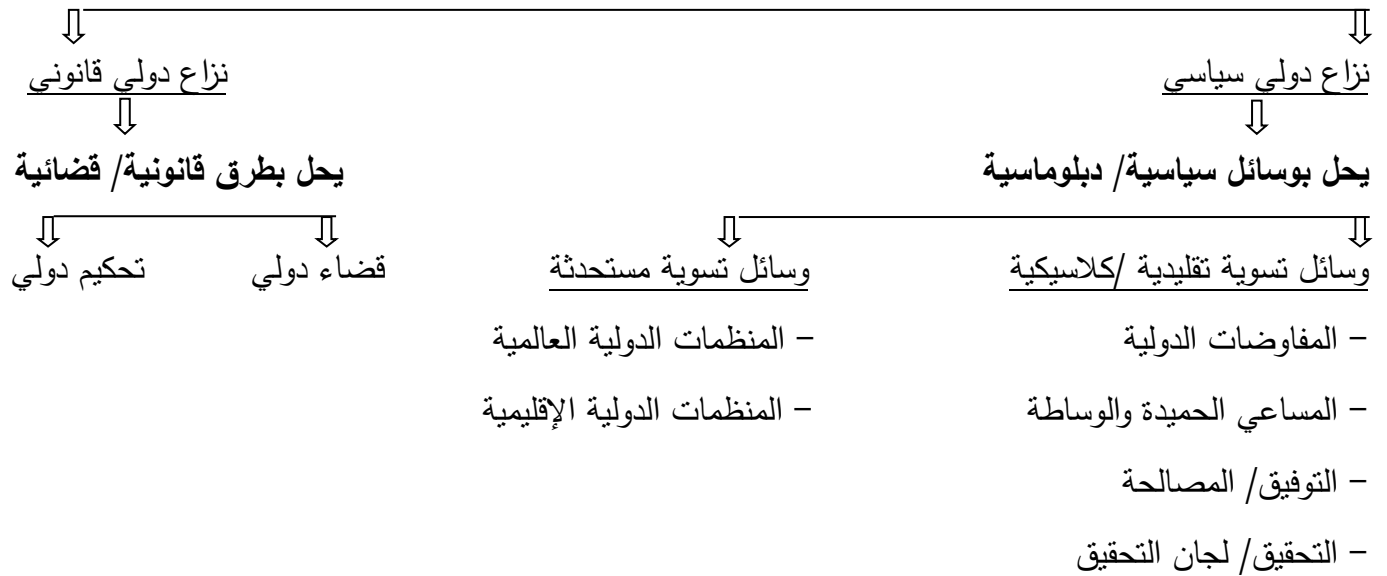 نزاع دولي سياسي نزاع دولي قانوني
يحل بوسائل سياسية/ دبلوماسية يحل بطرق قانونية/ قضائية
وسائل تسوية تقليدية /كلاسيكية وسائل تسوية مستحدثة قضاء دولي تحكيم دولي
– المفاوضات الدولية – المنظمات الدولية العالمية
– المساعي الحميدة والوساطة – المنظمات الدولية الإقليمية
– التوفيق/ المصالحة
– التحقيق/ لجان التحقيق